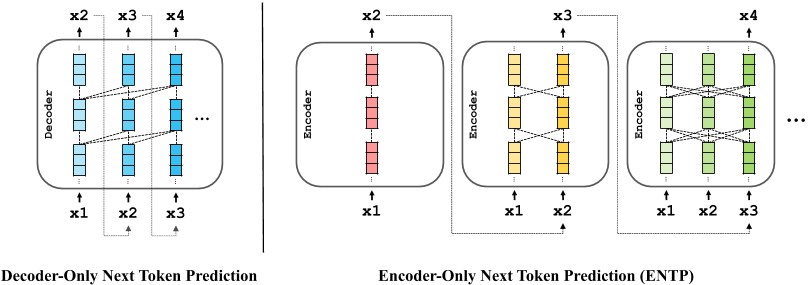 x2 x3 x4
Decoder
...
x1 x2 x3
Decoder-Only Next Token Prediction
x2 x3 x4
Encoder
Encoder
Encoder
...
x1 x1 x2 x1 x2 x3
Encoder-Only Next Token Prediction (ENTP)